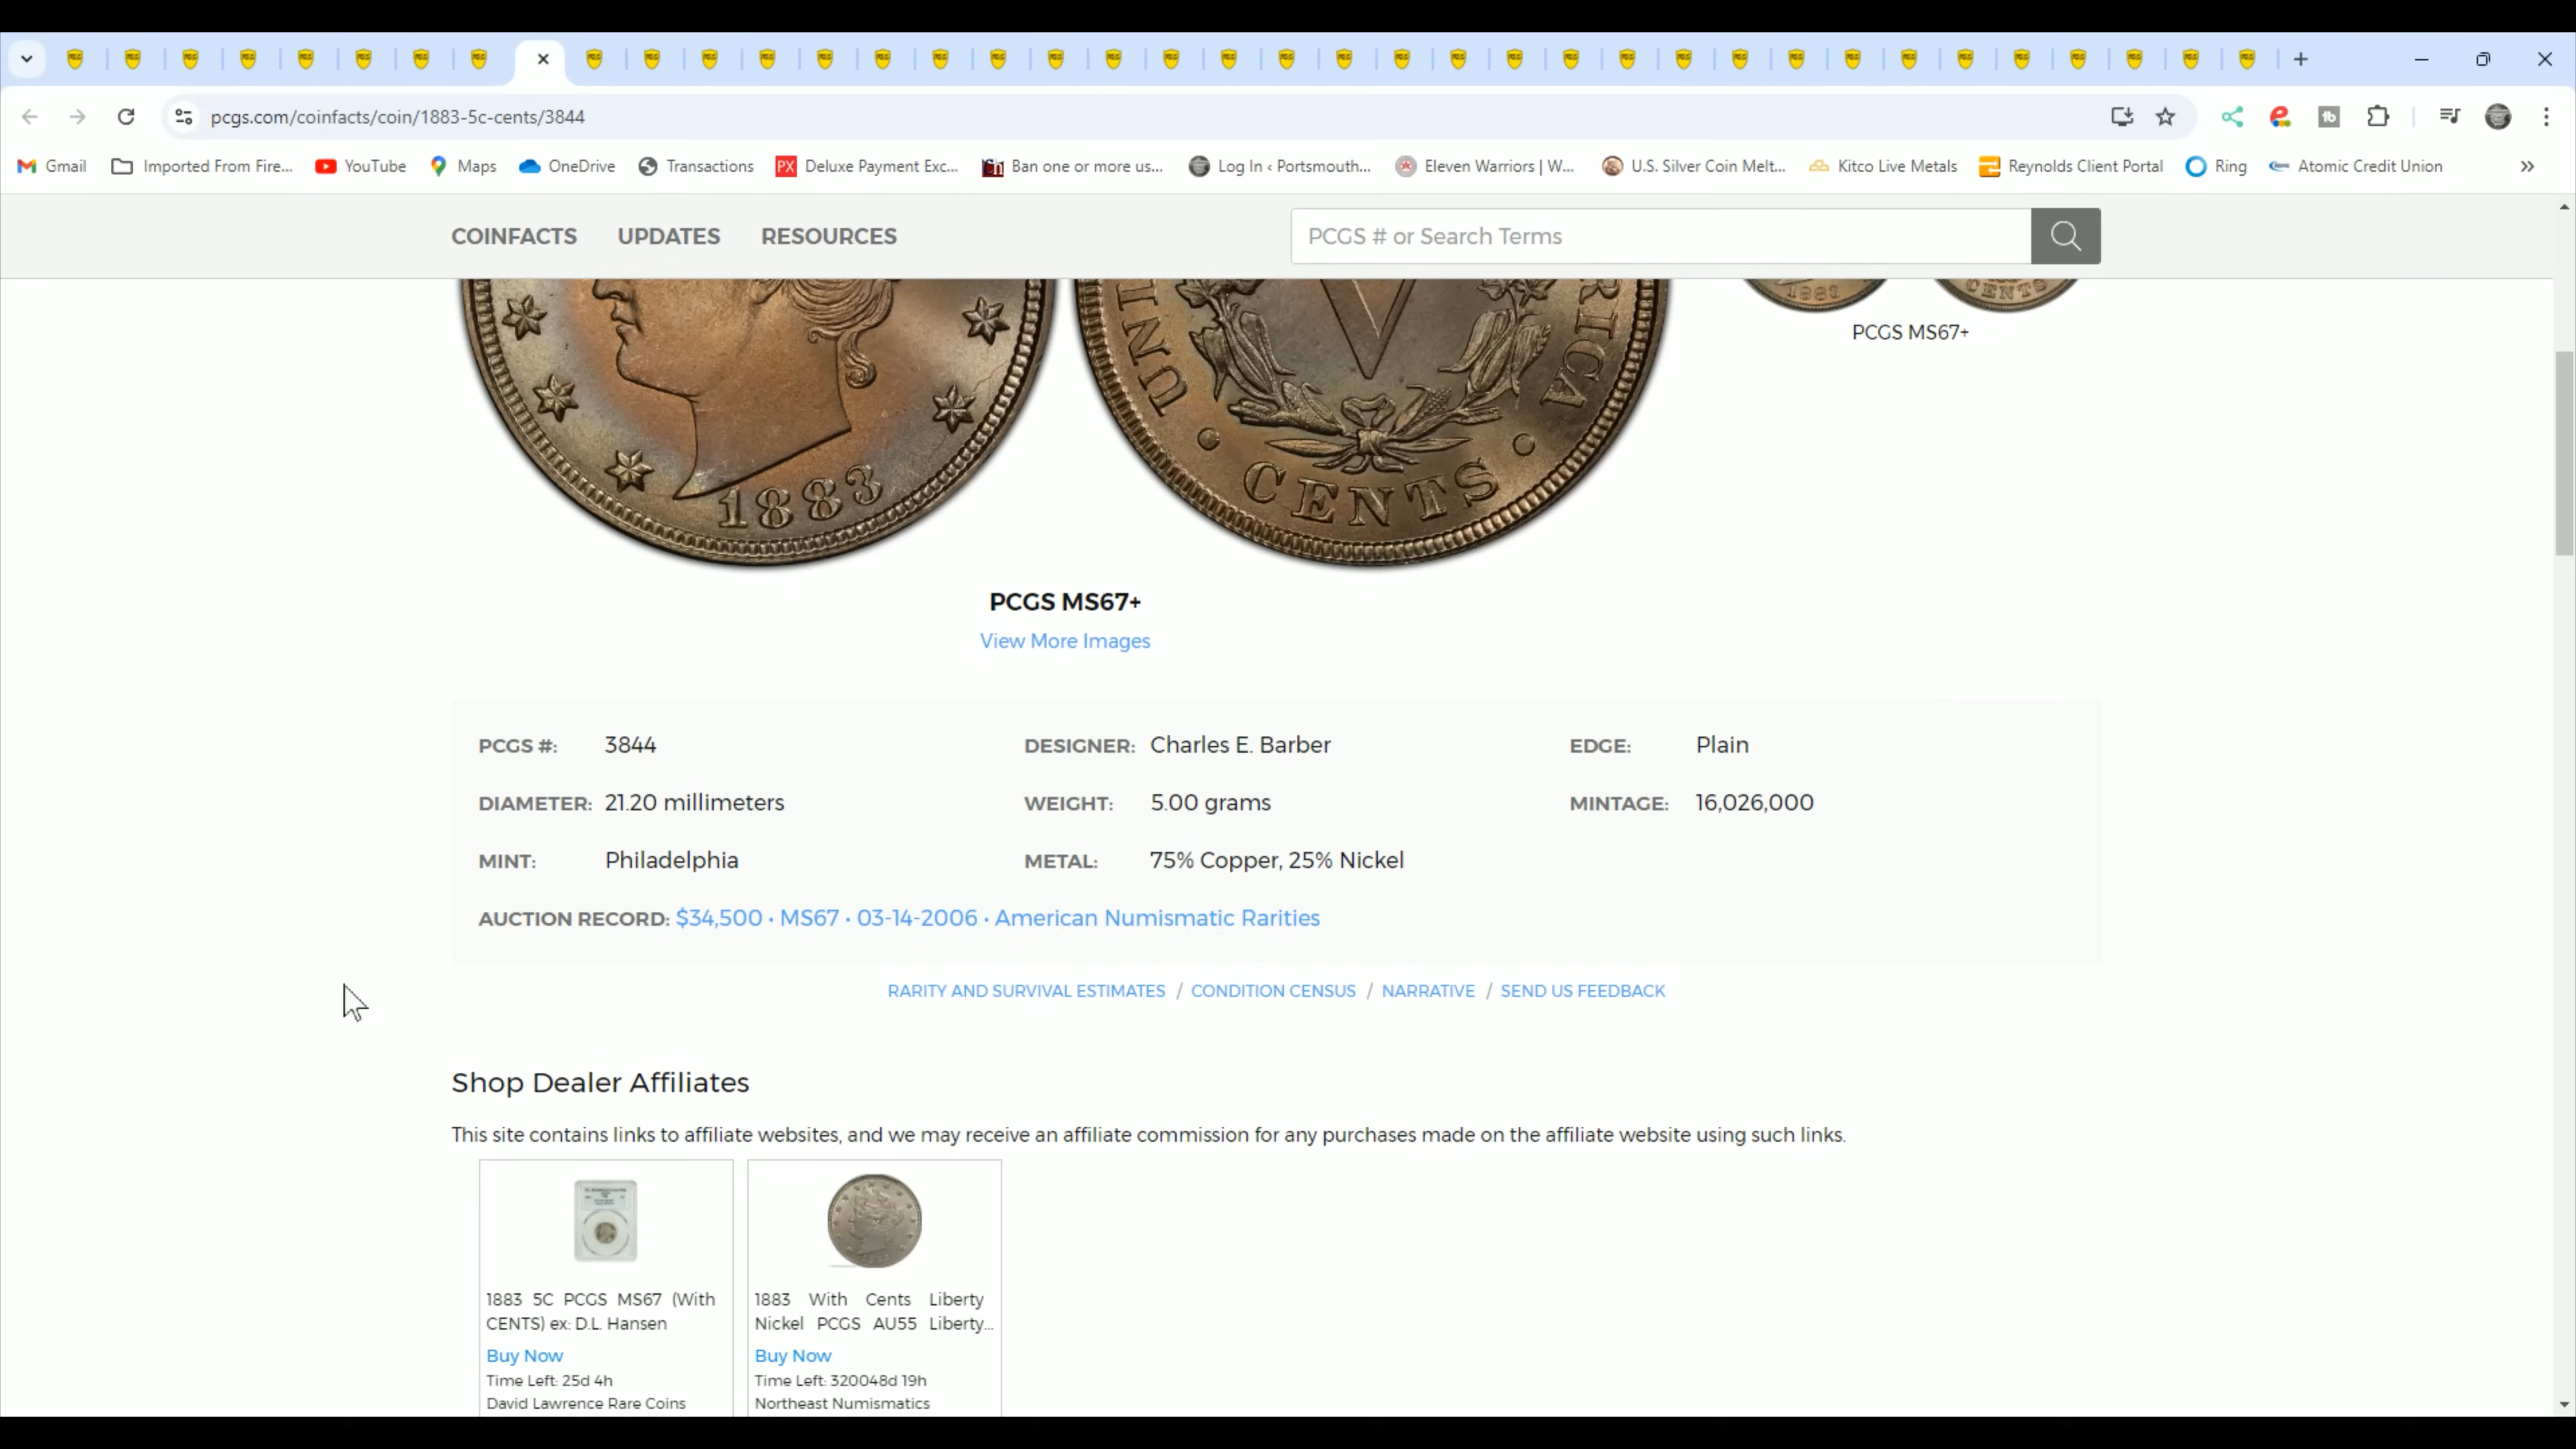 pcgs.com/coinfacts/coin/1883-5c-cents/3844
Gmail
Imported From Fire...
YouTube
Maps
OneDrive
Transactions
PX
Deluxe Payment Exc...
Ban one or more us...
Log In ‹ Portsmouth...
Eleven Warriors | W...
U.S. Silver Coin Melt...
Kitco Live Metals
Reynolds Client Portal
Ring
Atomic Credit Union
COINFACTS UPDATES RESOURCES
PCGS # or Search Terms
UNI
V
RICA
1883
CENTS
1883
CENTS
PCGS MS67+
PCGS MS67+
View More Images
PCGS #: 3844
DESIGNER: Charles E. Barber
EDGE: Plain
DIAMETER: 21.20 millimeters
WEIGHT: 5.00 grams
MINTAGE: 16,026,000
MINT: Philadelphia
METAL: 75% Copper, 25% Nickel
AUCTION RECORD: $34,500 • MS67 • 03-14-2006 • American Numismatic Rarities
RARITY AND SURVIVAL ESTIMATES / CONDITION CENSUS / NARRATIVE / SEND US FEEDBACK
Shop Dealer Affiliates
This site contains links to affiliate websites, and we may receive an affiliate commission for any purchases made on the affiliate website using such links.
1883 5C PCGS MS67 (With
CENTS) ex: D.L. Hansen
Buy Now
Time Left: 25d 4h
David Lawrence Rare Coins
1883 With Cents Liberty
Nickel PCGS AU55 Liberty...
Buy Now
Time Left: 320048d 19h
Northeast Numismatics